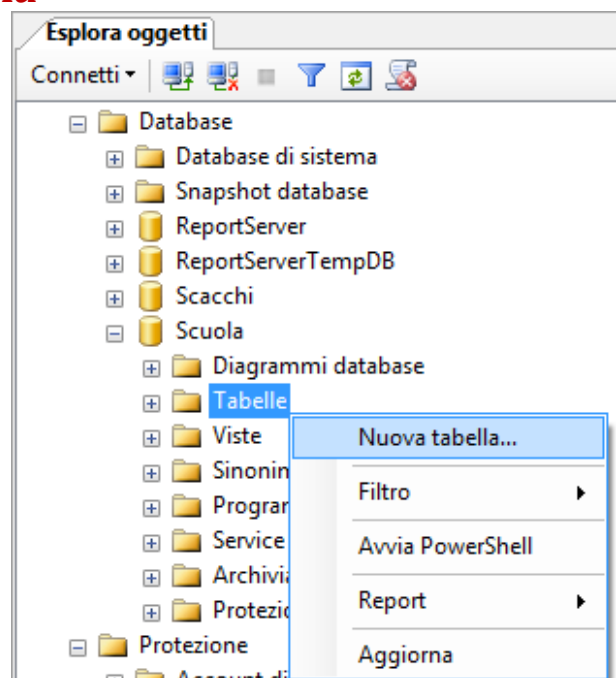 Esplora oggetti
Connetti
Database
Database di sistema
Snapshot database
ReportServer
ReportServerTempDB
Scacchi
Scuola
Diagrammi database
Tabelle
Viste
Nuova tabella...
Filtro
Service
Avvia PowerShell
Report
Protezione
Aggiorna